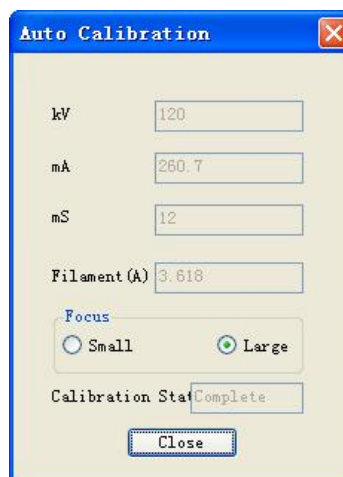 Auto Calibration
kV 120
mA 260.7
mS 12
Filament(A) 3.618
Focus
Small Large
Calibration Stat Complete
Close